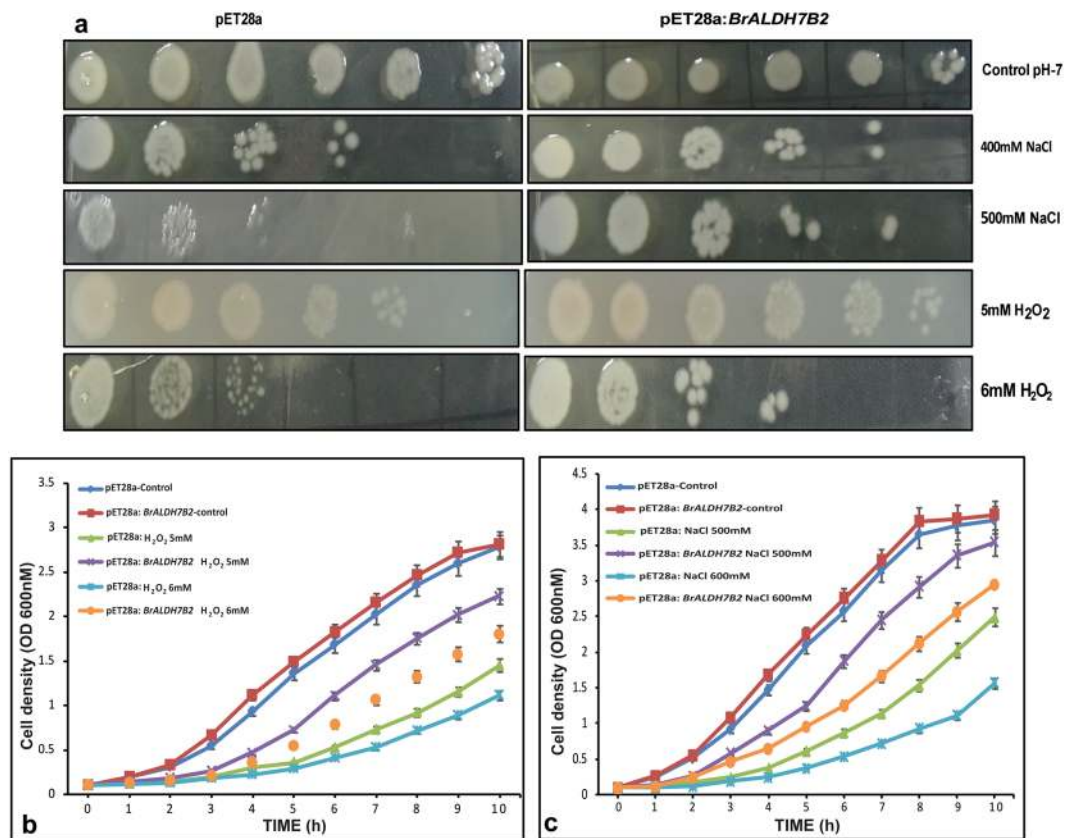 a
pET28a
pET28a:BrALDH7B2
Control pH-7
400mM NaCl
500mM NaCl
5mM H₂O₂
6mM H₂O₂
Cell density (OD 600nM)
3.5
3
2.5
2
1.5
1
0.5
0
pET28a-Control
pET28a: BrALDH7B2-control
pET28a: H₂O₂ 5mM
pET28a: BrALDH7B2 H₂O₂ 5mM
pET28a: H₂O₂ 6mM
pET28a: BrALDH7B2 H₂O₂ 6mM
0 1 2 3 4 5 6 7 8 9 10
TIME (h)
b
Cell density (OD 600nM)
4.5
4
3.5
3
2.5
2
1.5
1
0.5
0
pET28a-Control
pET28a: BrALDH7B2-control
pET28a: NaCl 500mM
pET28a: BrALDH7B2 NaCl 500mM
pET28a: NaCl 600mM
pET28a: BrALDH7B2 NaCl 600mM
0 1 2 3 4 5 6 7 8 9 10
TIME (h)
c